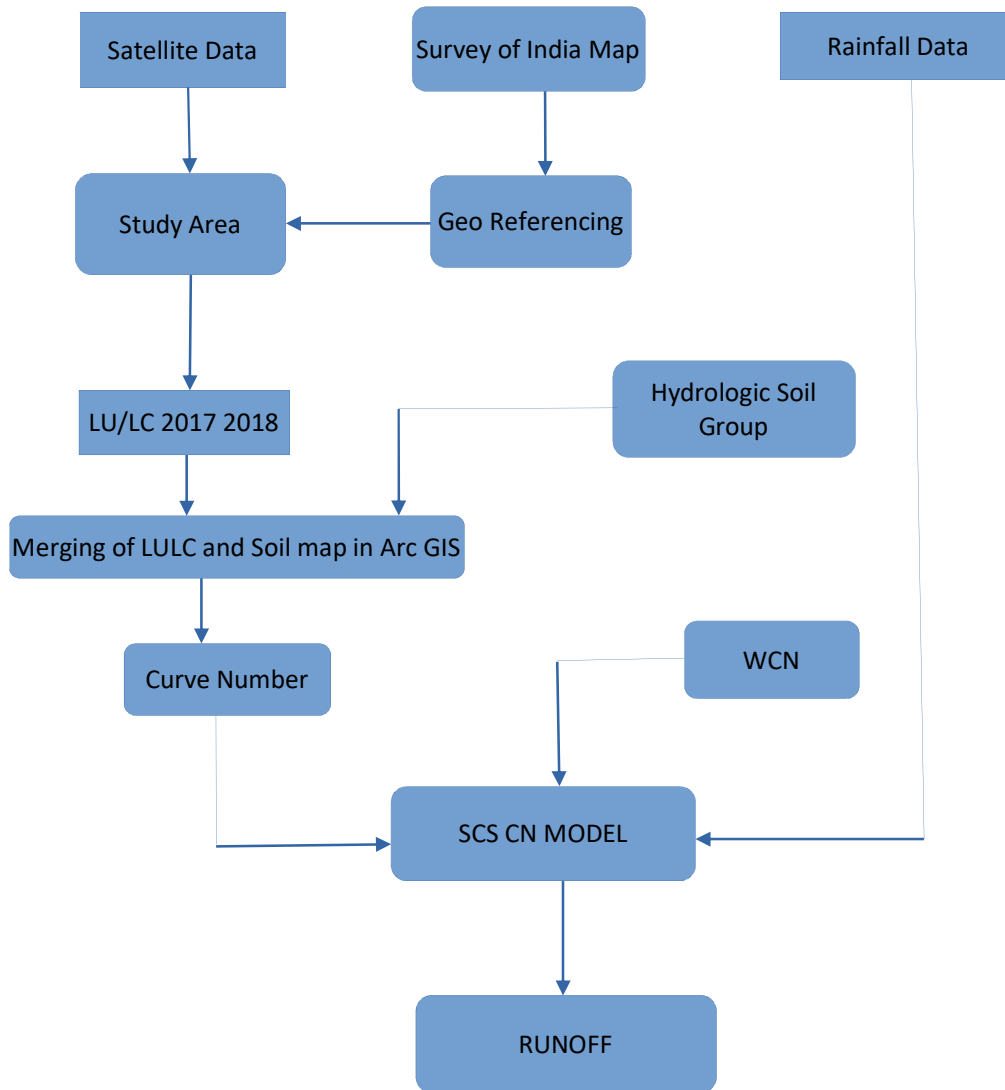 Satellite Data
Survey of India Map
Rainfall Data
Study Area
Geo Referencing
LU/LC 2017 2018
Hydrologic Soil
Group
Merging of LULC and Soil map in Arc GIS
Curve Number
WCN
SCS CN MODEL
RUNOFF